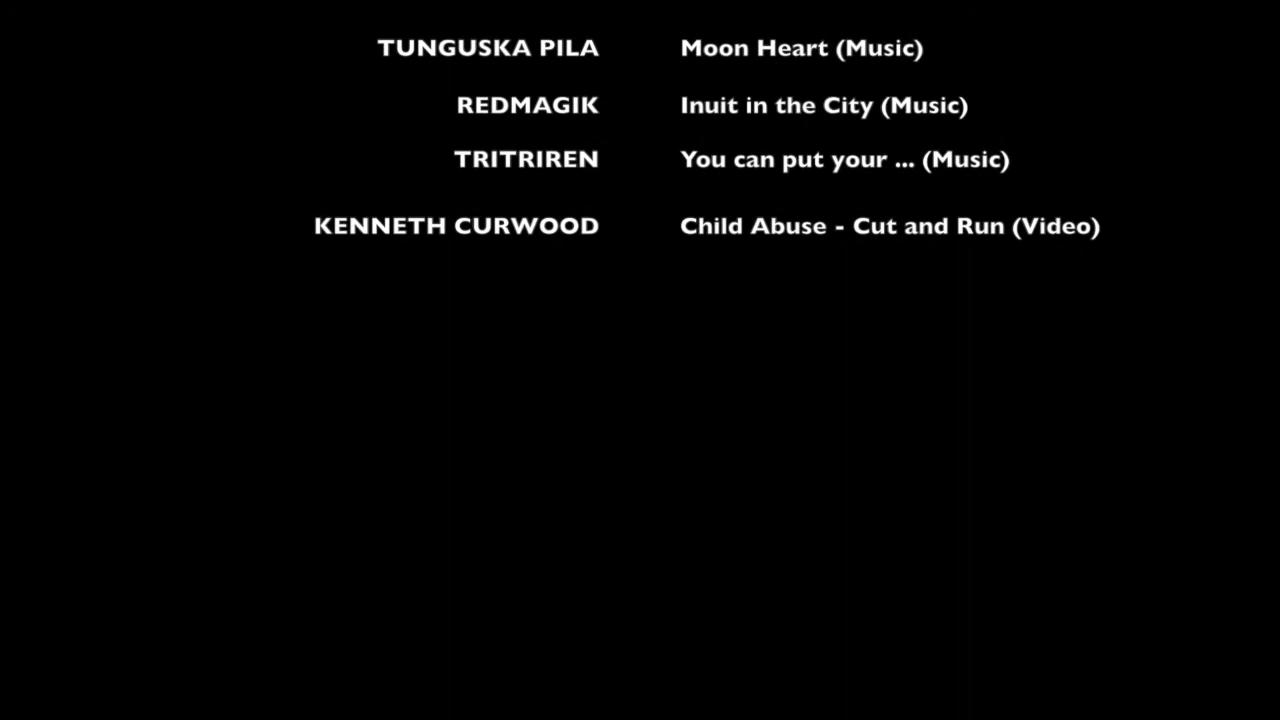 TUNGUSKA PILA Moon Heart (Music)
REDMAGIK Inuit in the City (Music)
TRITRIREN You can put your ... (Music)
KENNETH CURWOOD Child Abuse - Cut and Run (Video)